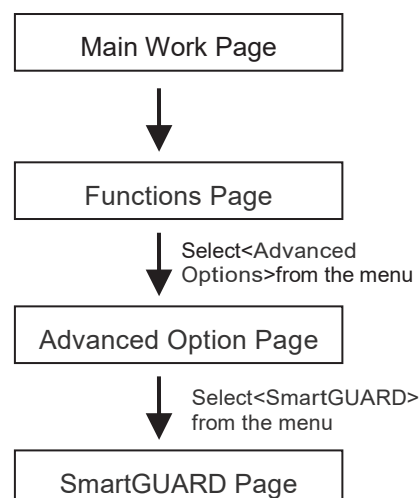 Main Work Page
Functions Page
Select<Advanced
Options>from the menu
Advanced Option Page
Select<SmartGUARD>
from the menu
SmartGUARD Page